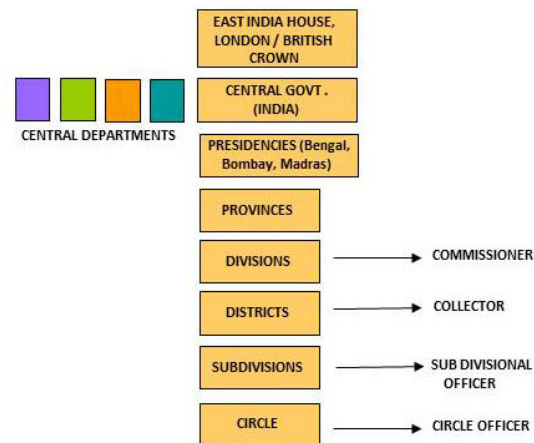 EAST INDIA HOUSE,
LONDON / BRITISH
CROWN
CENTRAL GOVT .
(INDIA)
CENTRAL DEPARTMENTS
PRESIDENCIES (Bengal,
Bombay, Madras)
PROVINCES
DIVISIONS
COMMISSIONER
DISTRICTS
COLLECTOR
SUBDIVISIONS
SUB DIVISIONAL
OFFICER
CIRCLE
CIRCLE OFFICER